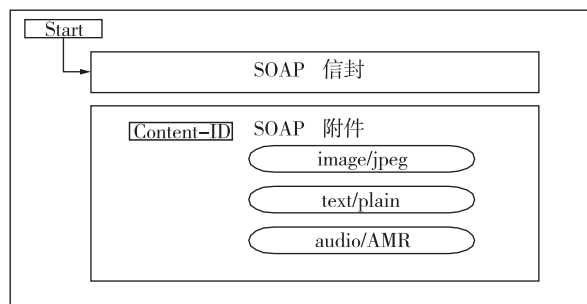 Start
SOAP 信封
Content-ID SOAP 附件
image/jpeg
text/plain
audio/AMR